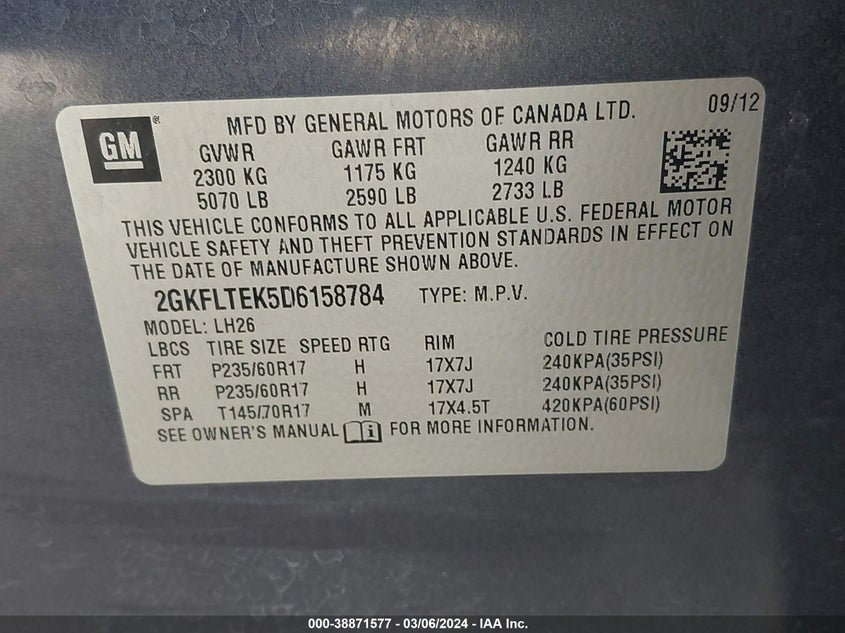 GM®
MFD BY GENERAL MOTORS OF CANADA LTD. 09/12
GVWR GAWR FRT GAWR RR
2300 KG 1175 KG 1240 KG
5070 LB 2590 LB 2733 LB
THIS VEHICLE CONFORMS TO ALL APPLICABLE U.S. FEDERAL MOTOR
VEHICLE SAFETY AND THEFT PREVENTION STANDARDS IN EFFECT ON
THE DATE OF MANUFACTURE SHOWN ABOVE.
2GKFLTEK5D6158784 TYPE: M.P.V.
MODEL: LH26
LBCS TIRE SIZE SPEED RTG RIM COLD TIRE PRESSURE
FRT P235/60R17 H 17X7J 240KPA(35PSI)
RR P235/60R17 H 17X7J 240KPA(35PSI)
SPA T145/70R17 M 17X4.5T 420KPA(60PSI)
SEE OWNER'S MANUAL i FOR MORE INFORMATION.
000-38871577 - 03/06/2024 - IAA Inc.